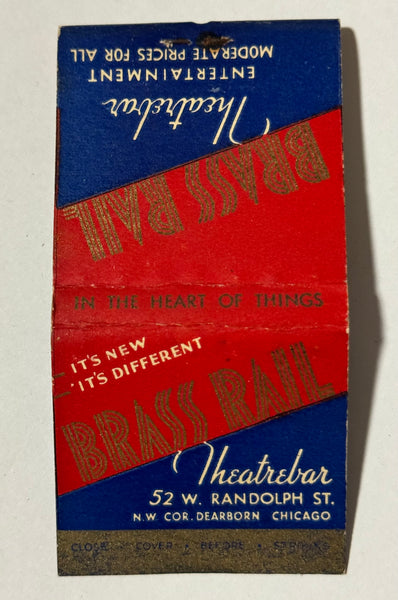 MODERATE PRICES FOR ALL
ENTERTAINMENT
Theatrebar
BRASS RAIL
IN THE HEART OF THINGS
IT'S NEW
IT'S DIFFERENT
BRASS RAIL
Theatrebar
52 W. RANDOLPH ST.
N.W. COR. DEARBORN CHICAGO
CLOSE • COVER • BEFORE • STRIKING